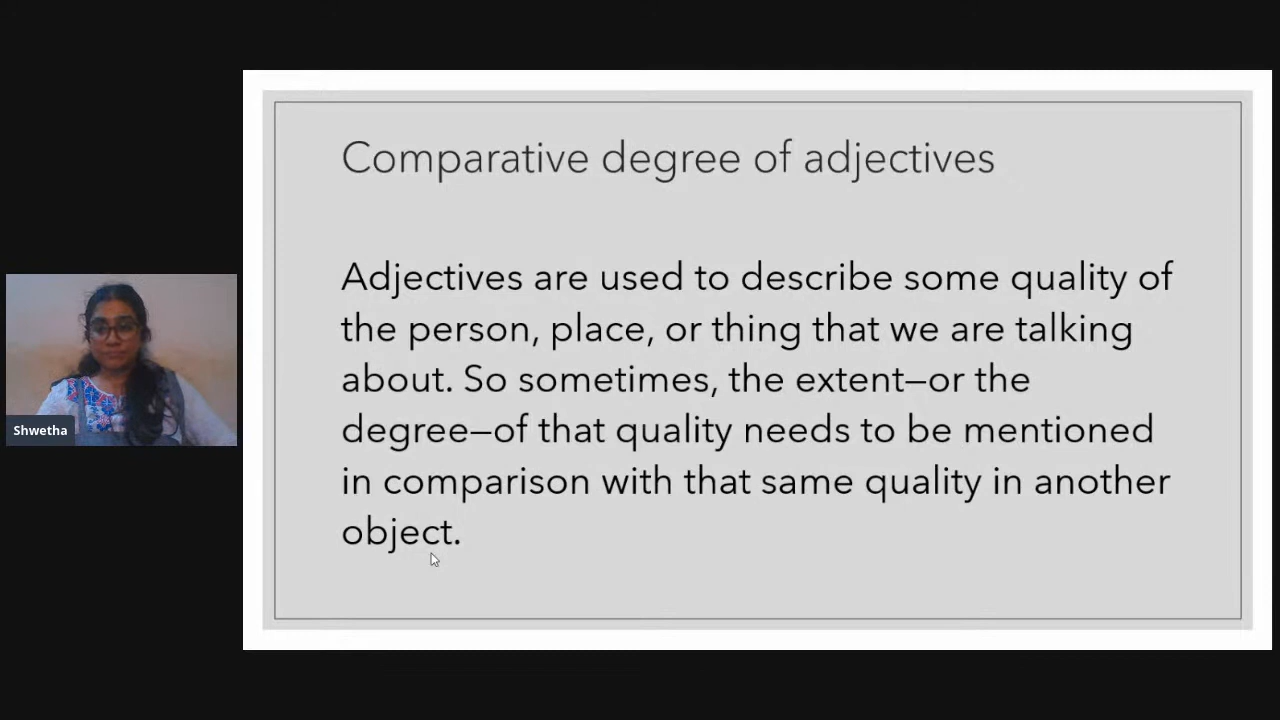 Comparative degree of adjectives
Adjectives are used to describe some quality of
the person, place, or thing that we are talking
about. So sometimes, the extent—or the
degree—of that quality needs to be mentioned
in comparison with that same quality in another
object.
Shwetha